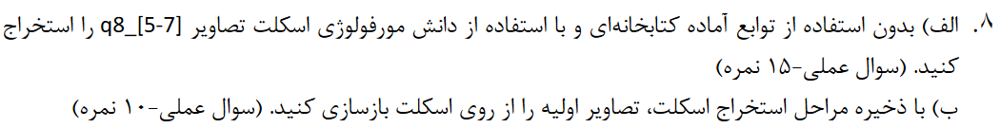 ۸. الف) بدون استفاده از توابع آماده کتابخانه‌ای و با استفاده از دانش مورفولوژی اسکلت تصاویر q8_[5-7] را استخراج
کنید. (سوال عملی-۱۵ نمره)
ب) با ذخیره مراحل استخراج اسکلت، تصاویر اولیه را از روی اسکلت بازسازی کنید. (سوال عملی-۱۰ نمره)